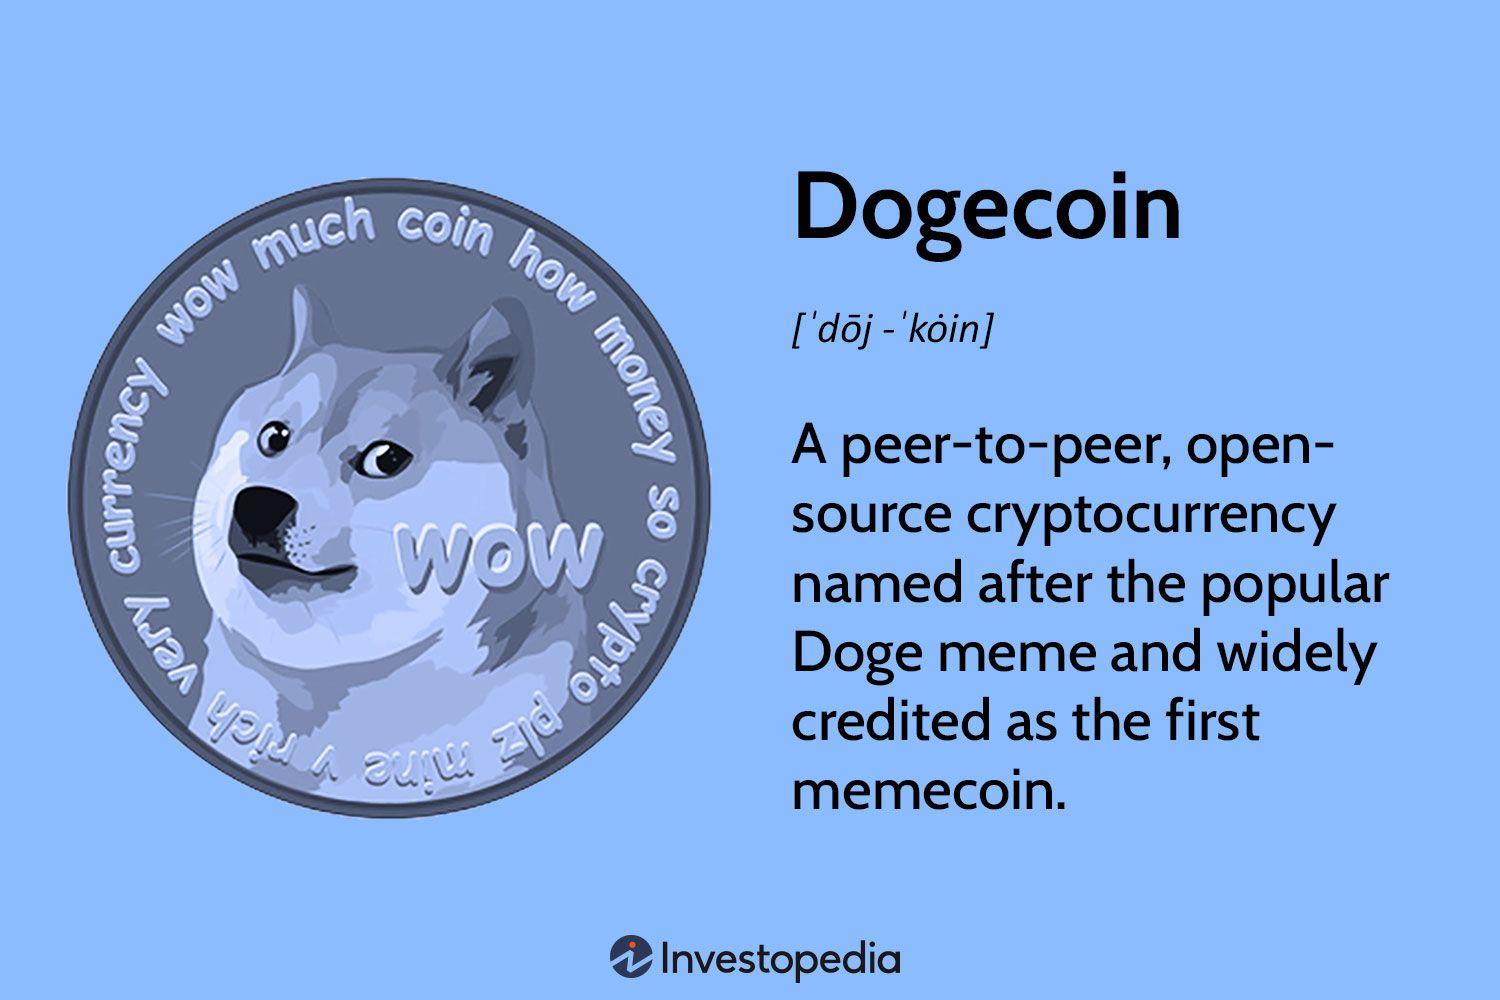 very currency wow much coin how money so crypto plz mine v rich
wow
Dogecoin
[ˈdōj -ˈkȯin]
A peer-to-peer, open-
source cryptocurrency
named after the popular
Doge meme and widely
credited as the first
memecoin.
Investopedia